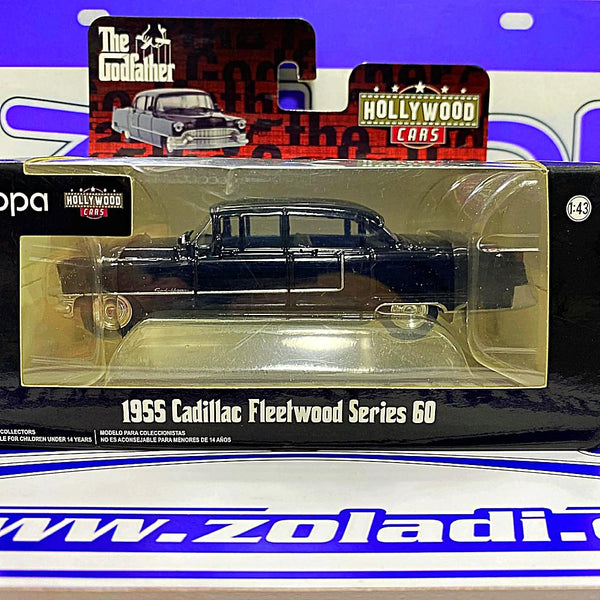 The
Godfather
HOLLYWOOD
CARS
HOLLYWOOD
CARS
1:43
1955 Cadillac Fleetwood Series 60
COLLECTORS
LE FOR CHILDREN UNDER 14 YEARS
MODELO PARA COLECCIONISTAS
NO ES ACONSEJABLE PARA MENORES DE 14 AÑOS
www.zoladi.